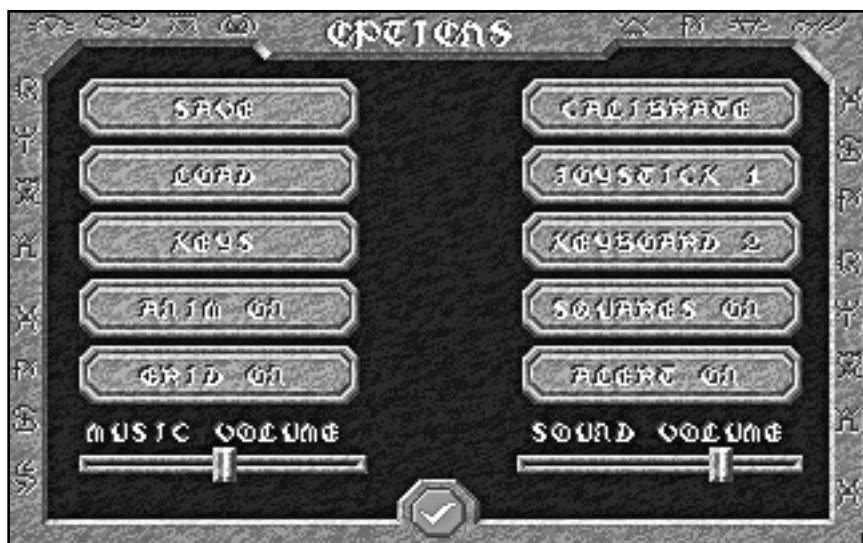 OPTIONS
SAVE
LOAD
KEYS
ANIM ON
GRID ON
MUSIC VOLUME
CALIBRATE
JOYSTICK 1
KEYBOARD 2
SQUARES ON
ALERT ON
SOUND VOLUME